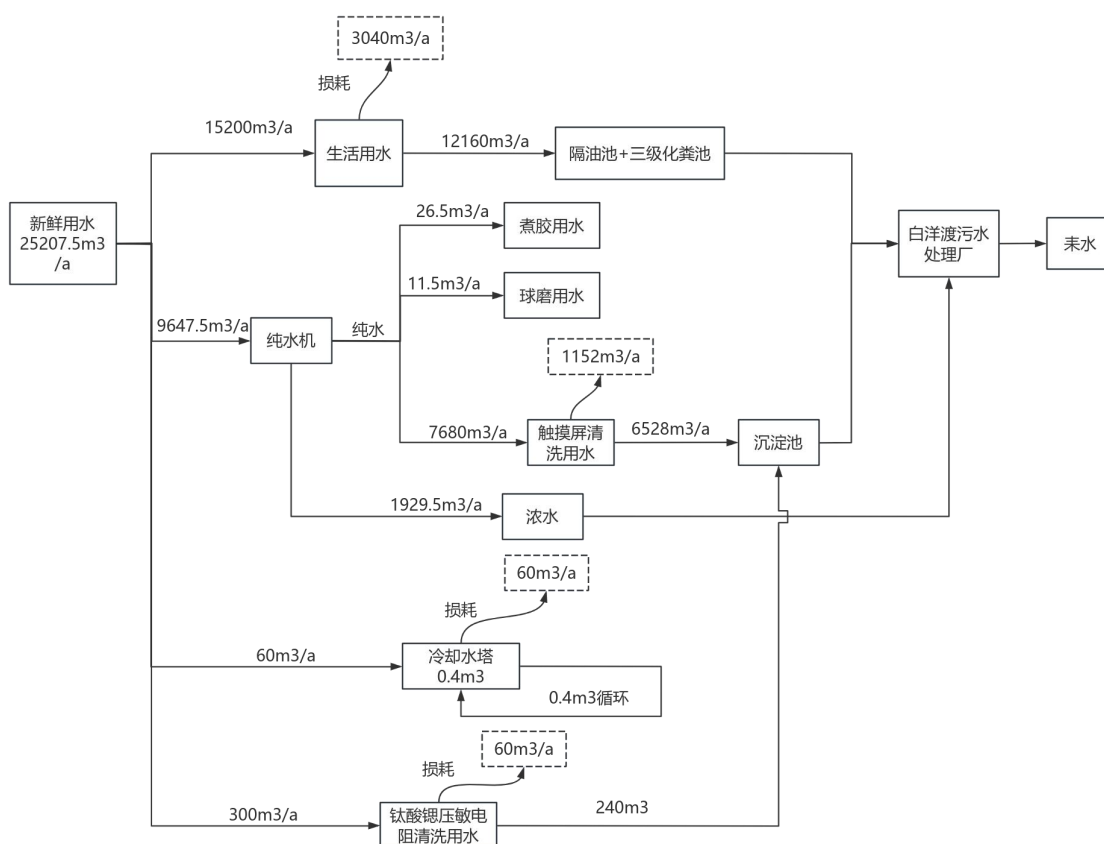 3040m3/a
损耗
15200m3/a
生活用水
12160m3/a
隔油池+三级化粪池
新鲜用水
25207.5m3
/a
26.5m3/a
煮胶用水
白洋渡污水
处理厂
耒水
11.5m3/a
球磨用水
9647.5m3/a
纯水机
纯水
1152m3/a
7680m3/a
触摸屏清
洗用水
6528m3/a
沉淀池
1929.5m3/a
浓水
60m3/a
损耗
60m3/a
冷却水塔
0.4m3
0.4m3循环
60m3/a
损耗
300m3/a
钛酸锶压敏电
阻清洗用水
240m3